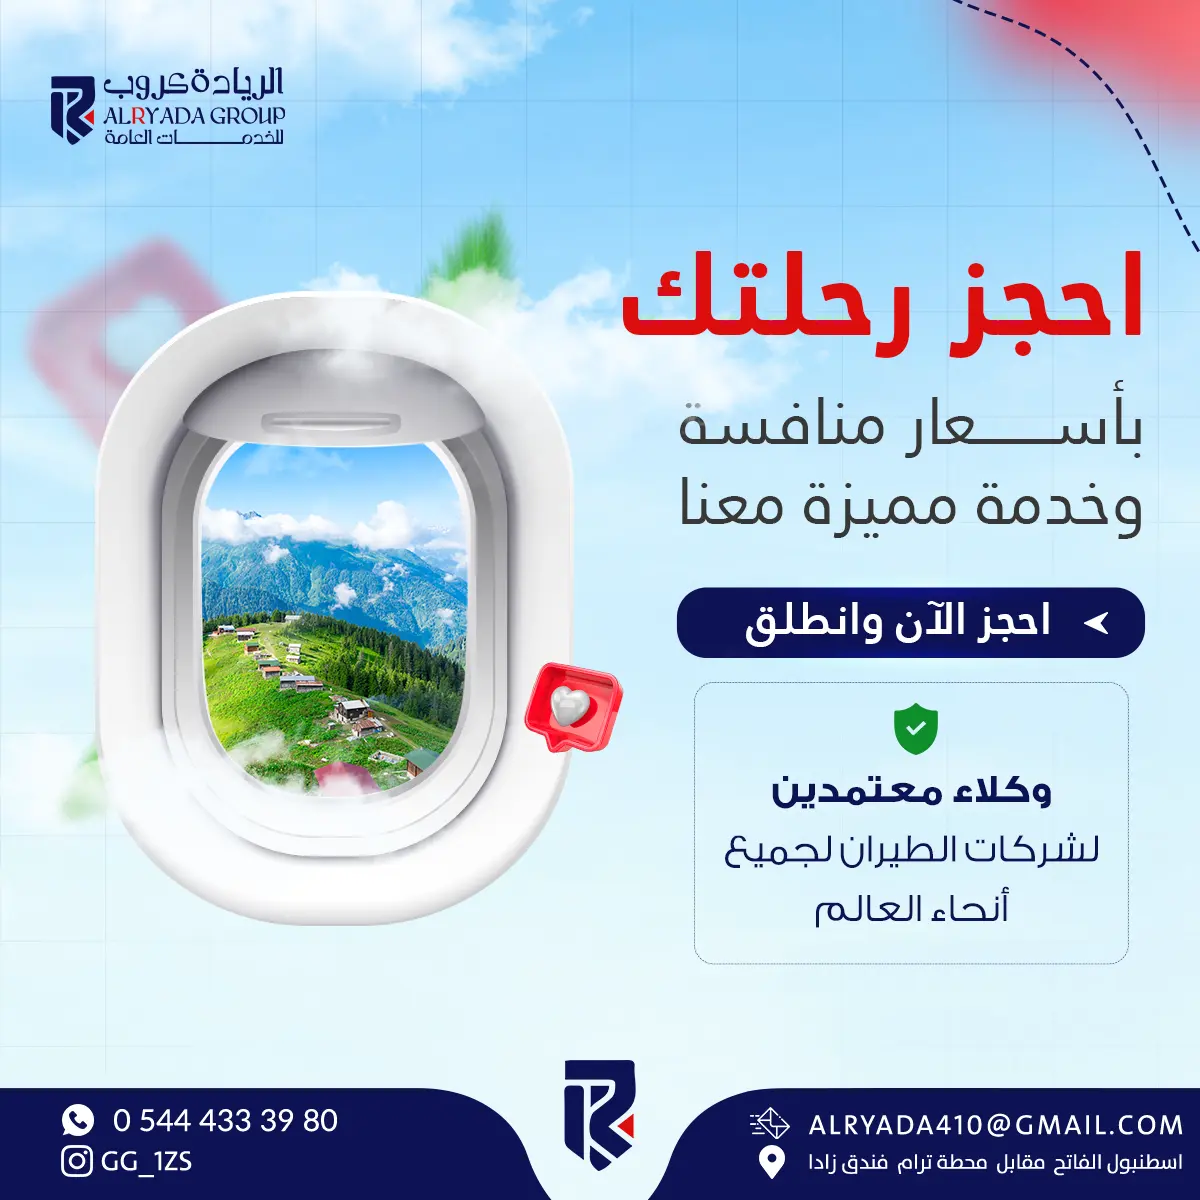 الريادة كروب
ALRYADA GROUP
للخدمـــات العامة
احجز رحلتك
بأســـعار منافسة
وخدمة مميزة معنا
احجز الآن وانطلق
وكلاء معتمدين
لشركات الطيران لجميع
أنحاء العالم
0 544 433 39 80
GG_1ZS
ALRYADA410@GMAIL.COM
اسطنبول الفاتح مقابل محطة ترام فندق زادا